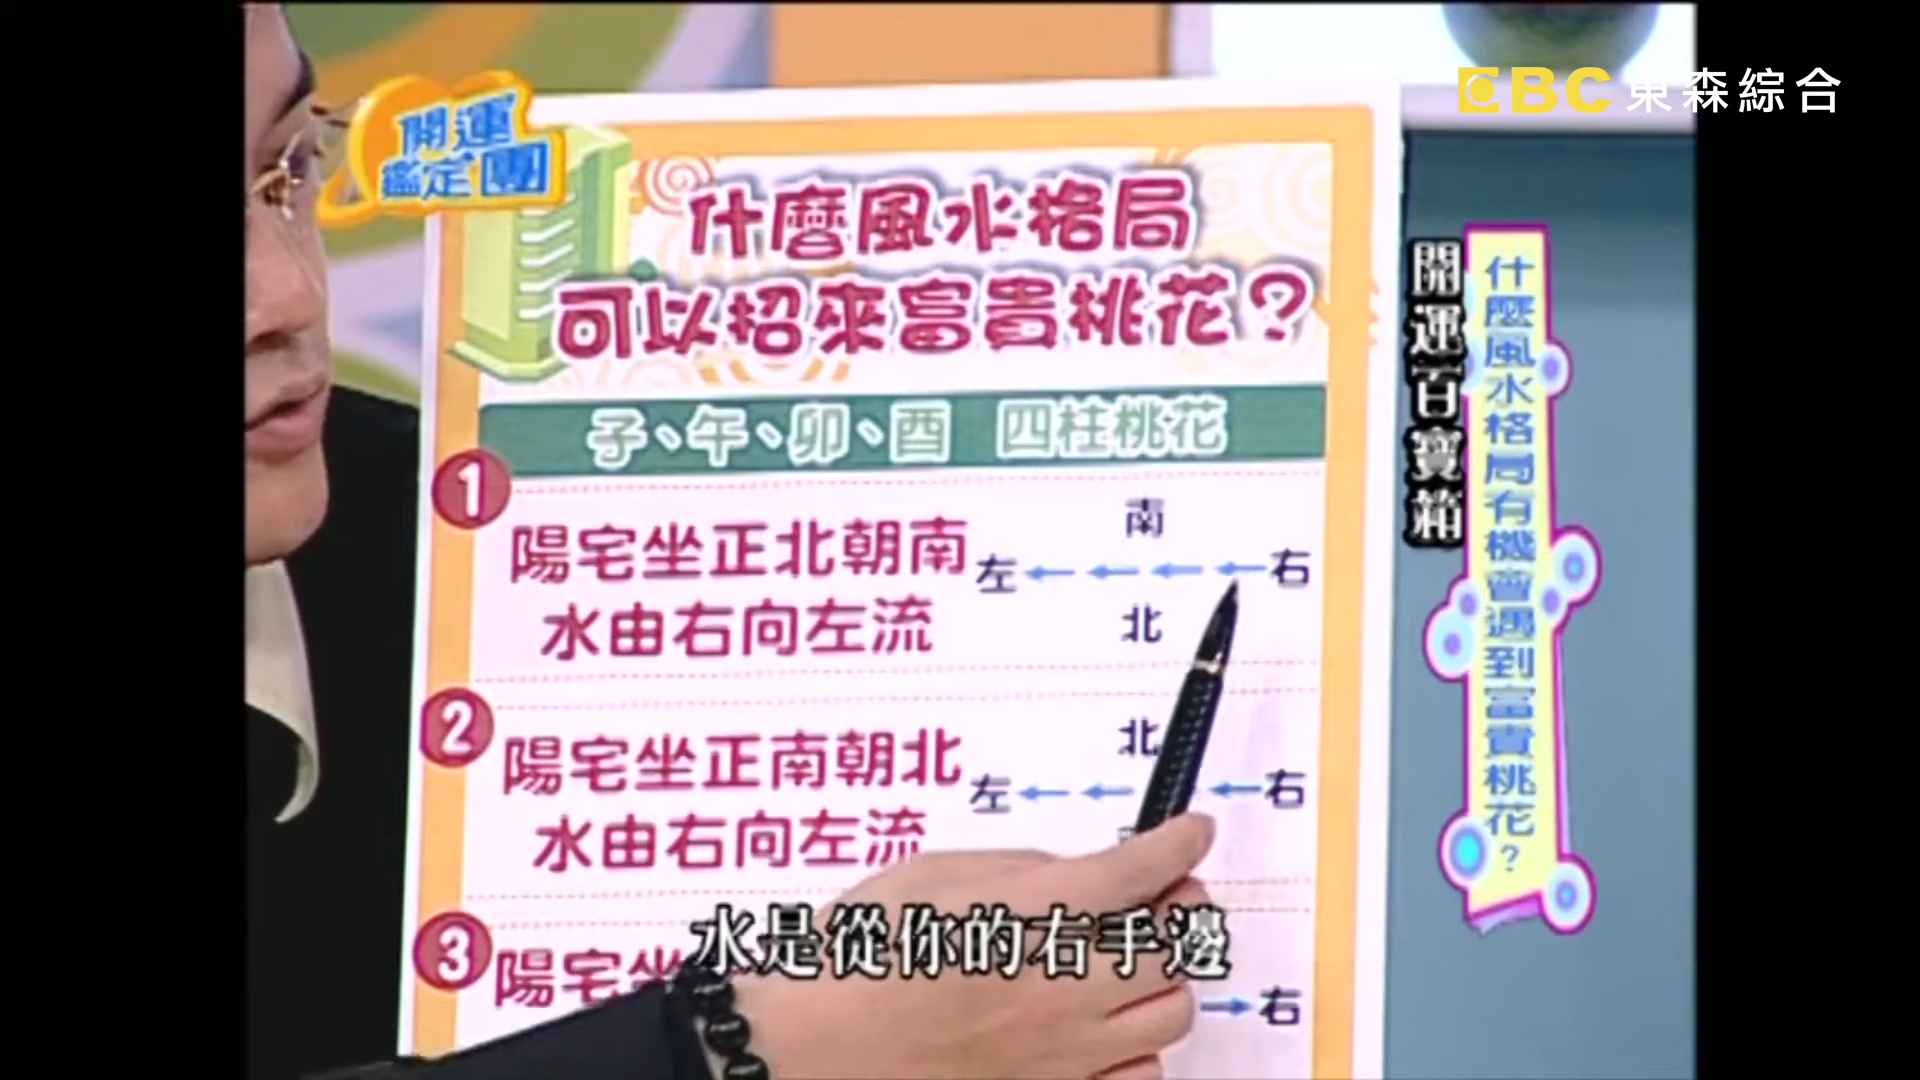 EBC 東森綜合
開運
鑑定團
什麼風水格局
可以招來富貴桃花?
子、午、卯、酉 四柱桃花
1
陽宅坐正北朝南
水由右向左流
南
左 ← ← ← ← 右
北
2
陽宅坐正南朝北
水由右向左流
北
左 ← ← ← 右
3
陽宅坐
→ 右
水是從你的右手邊
開運百寶箱
什麼風水格局有機會遇到富貴桃花?